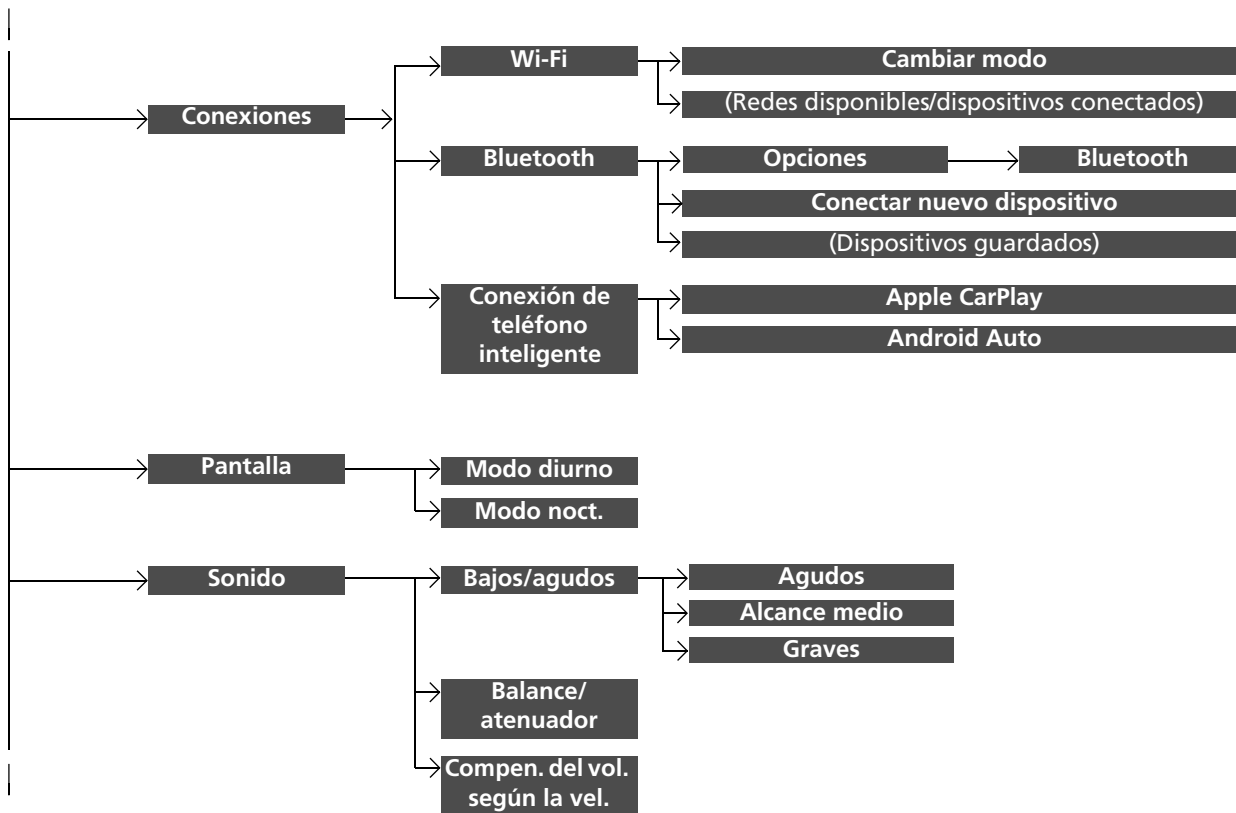 Wi-Fi
Cambiar modo
(Redes disponibles/dispositivos conectados)
Conexiones
Bluetooth
Opciones
Bluetooth
Conectar nuevo dispositivo
(Dispositivos guardados)
Conexión de
teléfono
inteligente
Apple CarPlay
Android Auto
Pantalla
Modo diurno
Modo noct.
Sonido
Bajos/agudos
Agudos
Alcance medio
Graves
Balance/
atenuador
Compen. del vol.
según la vel.